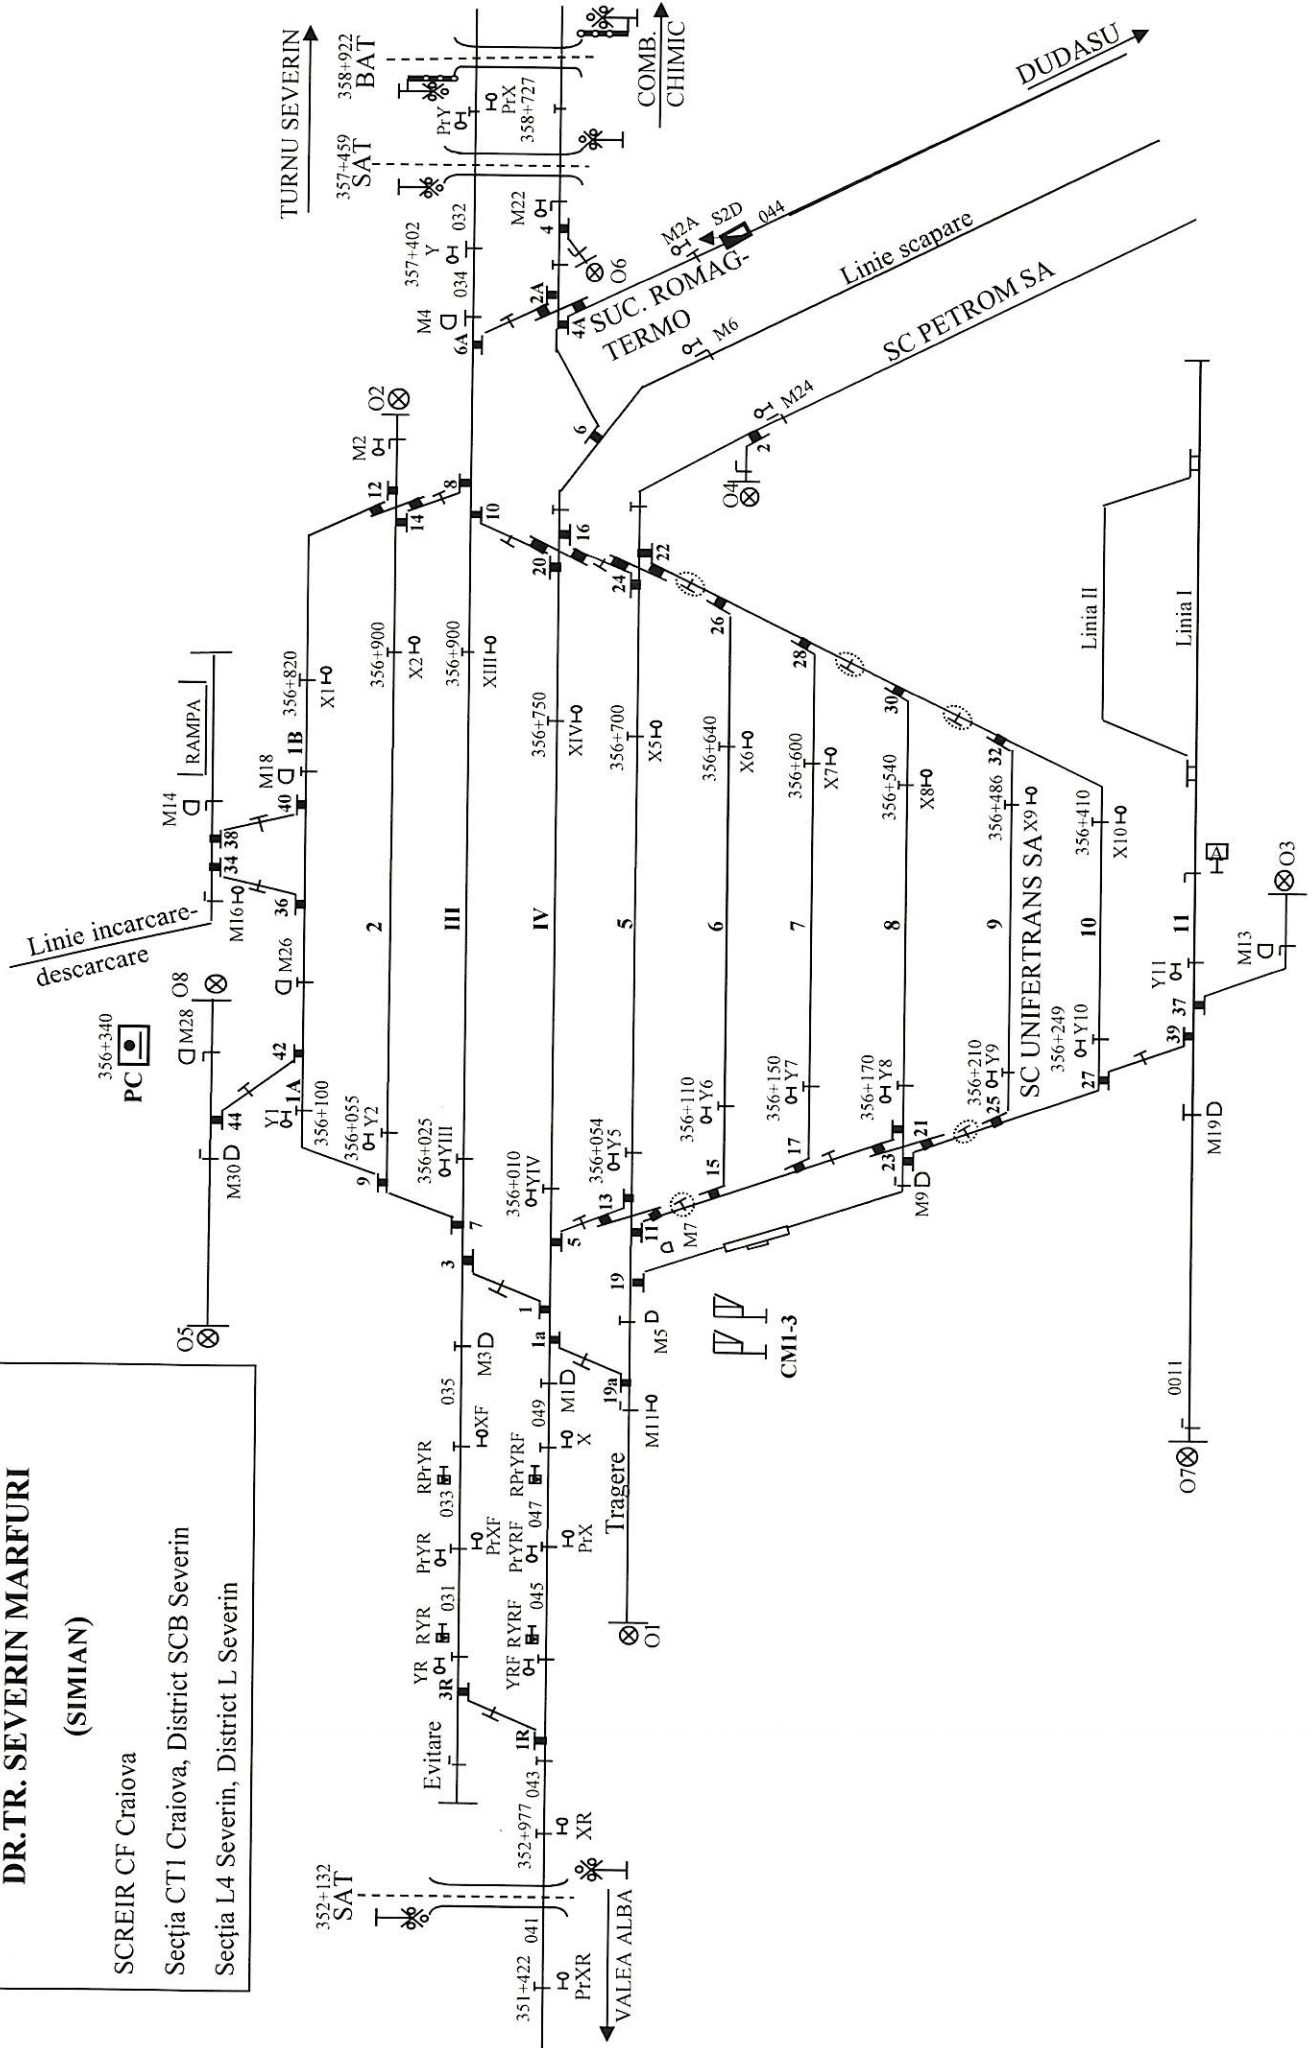 DR.TR. SEVERIN MARFURI
(SIMIAN)
SCREIR CF Craiova
Secția CT1 Craiova, District SCB Severin
Secția L4 Severin, District L Severin
351+422
PrXR
041
VALEA ALBA
352+132
SAT
352+977
XR
043
1R
Evitare
3R
YR
RYR
031
YRF
RYRF
045
PrYR
PrXF
PrYRF
PrX
033
047
RPrYR
XF
RPrYRF
X
035
049
M3
M1
1a
1
3
7
9
5
O1
Tragere
M11
19a
M5
19
CM1-3
M7
11
13
15
17
M9
23
21
25
27
O5
M30
44
M28
O8
PC
356+340
42
Y1
1A
356+100
356+055
Y2
356+025
YIII
356+010
YIV
356+054
Y5
356+110
Y6
356+150
Y7
356+170
Y8
356+210
Y9
356+249
Y10
Linie incarcare-
descarcare
M26
M16
36
34
38
40
M14
RAMPA
M18
1B
356+820
X1
2
356+900
X2
III
356+900
XIII
IV
356+750
XIV
5
356+700
X5
6
356+640
X6
7
356+600
X7
8
356+540
X8
9
356+486
X9
SC UNIFERTRANS SA
10
356+410
X10
O7
0011
M19
39
37
Y11
M13
O3
11
A
Linia I
Linia II
32
30
28
26
24
22
20
16
10
8
14
12
M2
O2
6
6A
M4
034
Y
357+402
032
2A
4A
4
O6
M22
357+459
SAT
PrY
PrX
358+727
358+922
BAT
TURNU SEVERIN
COMB.
CHIMIC
DUDASU
M2A
S2D
044
SUC. ROMAG-
TERMO
Linie scapare
M6
SC PETROM SA
M24
2
O4